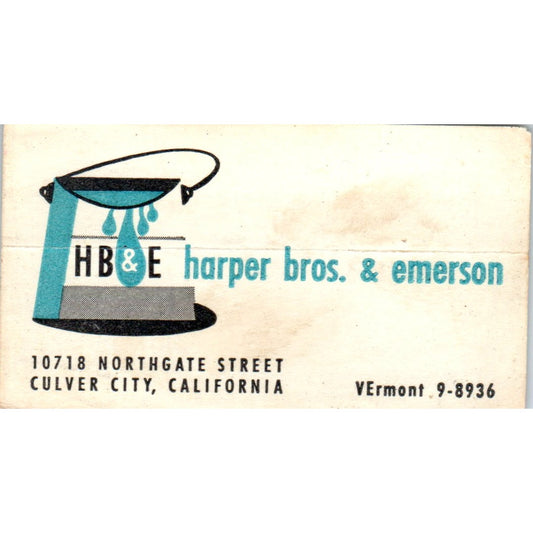 HB&E harper bros. & emerson
10718 NORTHGATE STREET
CULVER CITY, CALIFORNIA
VErmont 9-8936